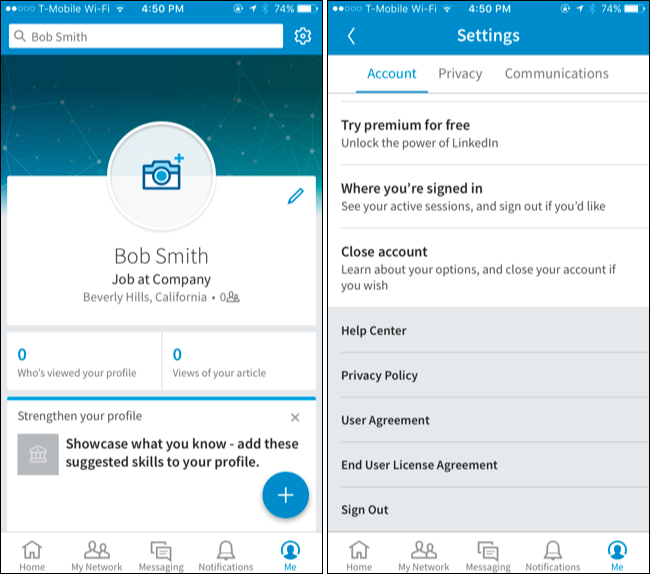 T-Mobile Wi-Fi 4:50 PM 74%
Bob Smith
Bob Smith
Job at Company
Beverly Hills, California • 0
0
Who's viewed your profile
0
Views of your article
Strengthen your profile
Showcase what you know - add these
suggested skills to your profile.
Home My Network Messaging Notifications Me
T-Mobile Wi-Fi 4:50 PM 74%
Settings
Account Privacy Communications
Try premium for free
Unlock the power of LinkedIn
Where you're signed in
See your active sessions, and sign out if you'd like
Close account
Learn about your options, and close your account if
you wish
Help Center
Privacy Policy
User Agreement
End User License Agreement
Sign Out
Home My Network Messaging Notifications Me